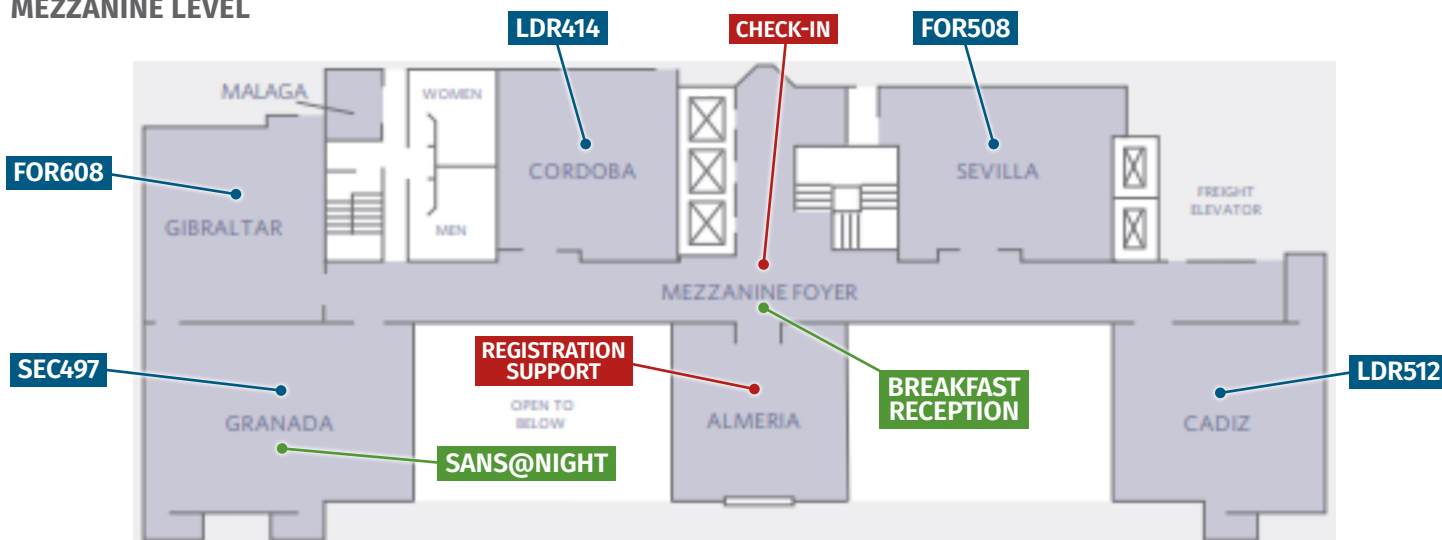 MEZZANINE LEVEL
LDR414
CHECK-IN
FOR508
MALAGA
WOMEN
CORDOBA
SEVILLA
FOR608
FREIGHT
ELEVATOR
GIBRALTAR
MEN
MEZZANINE FOYER
SEC497
REGISTRATION
SUPPORT
BREAKFAST
RECEPTION
LDR512
OPEN TO
BELOW
GRANADA
ALMERIA
CADIZ
SANS@NIGHT